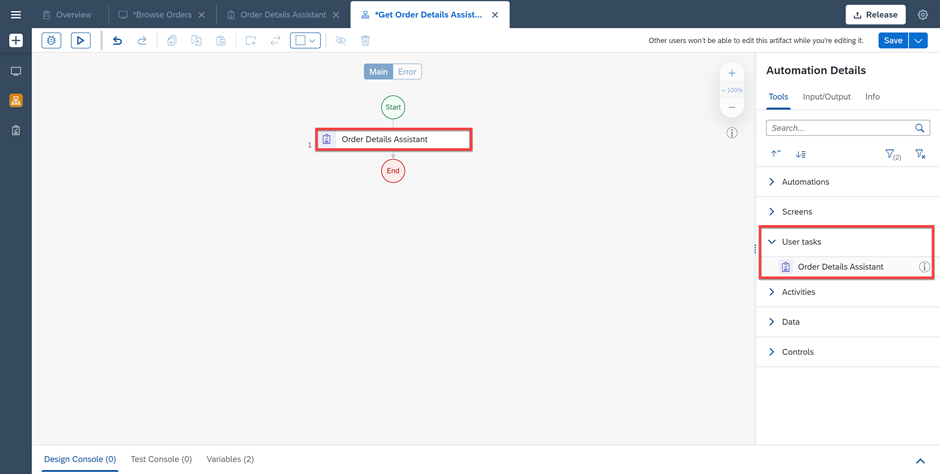 Overview
*Browse Orders
Order Details Assistant
*Get Order Details Assist...
Release
Other users won't be able to edit this artifact while you're editing it.
Save
Main
Error
Start
1
Order Details Assistant
End
≈ 100%
Automation Details
Tools
Input/Output
Info
Search...
(2)
Automations
Screens
User tasks
Order Details Assistant
Activities
Data
Controls
Design Console (0)
Test Console (0)
Variables (2)